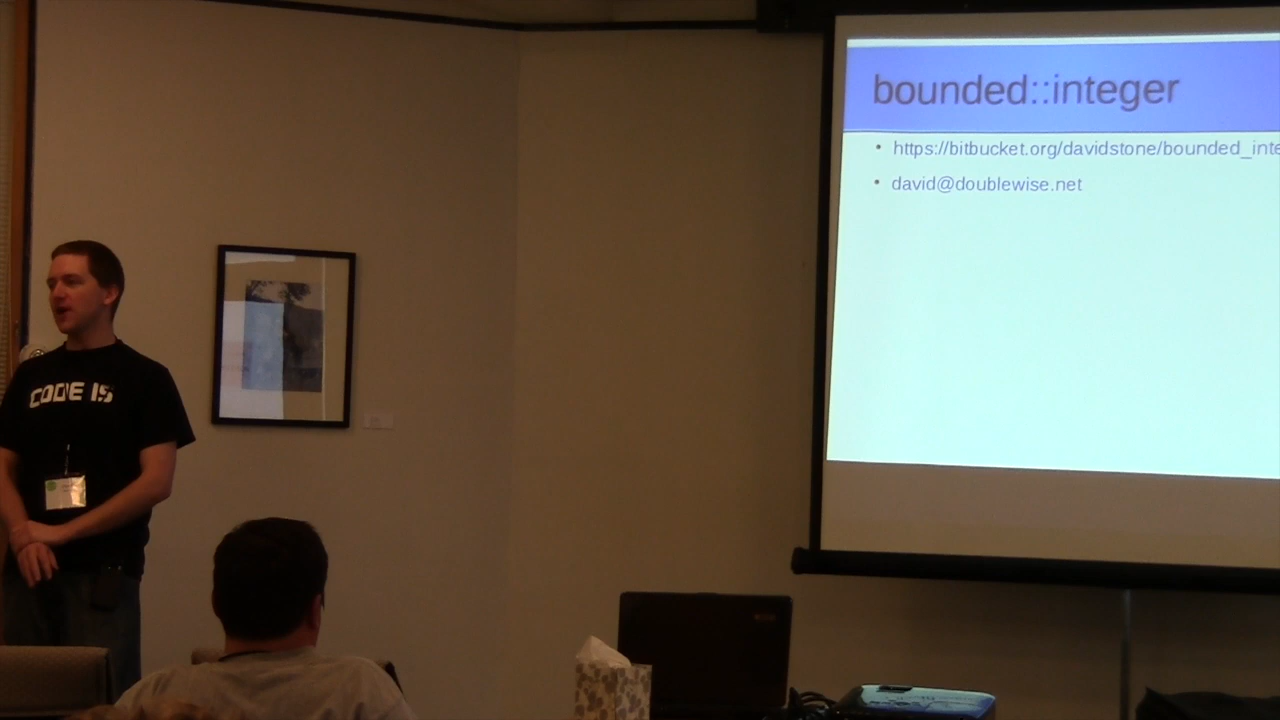 bounded::integer
https://bitbucket.org/davidstone/bounded_inte
david@doublewise.net
CODE IS